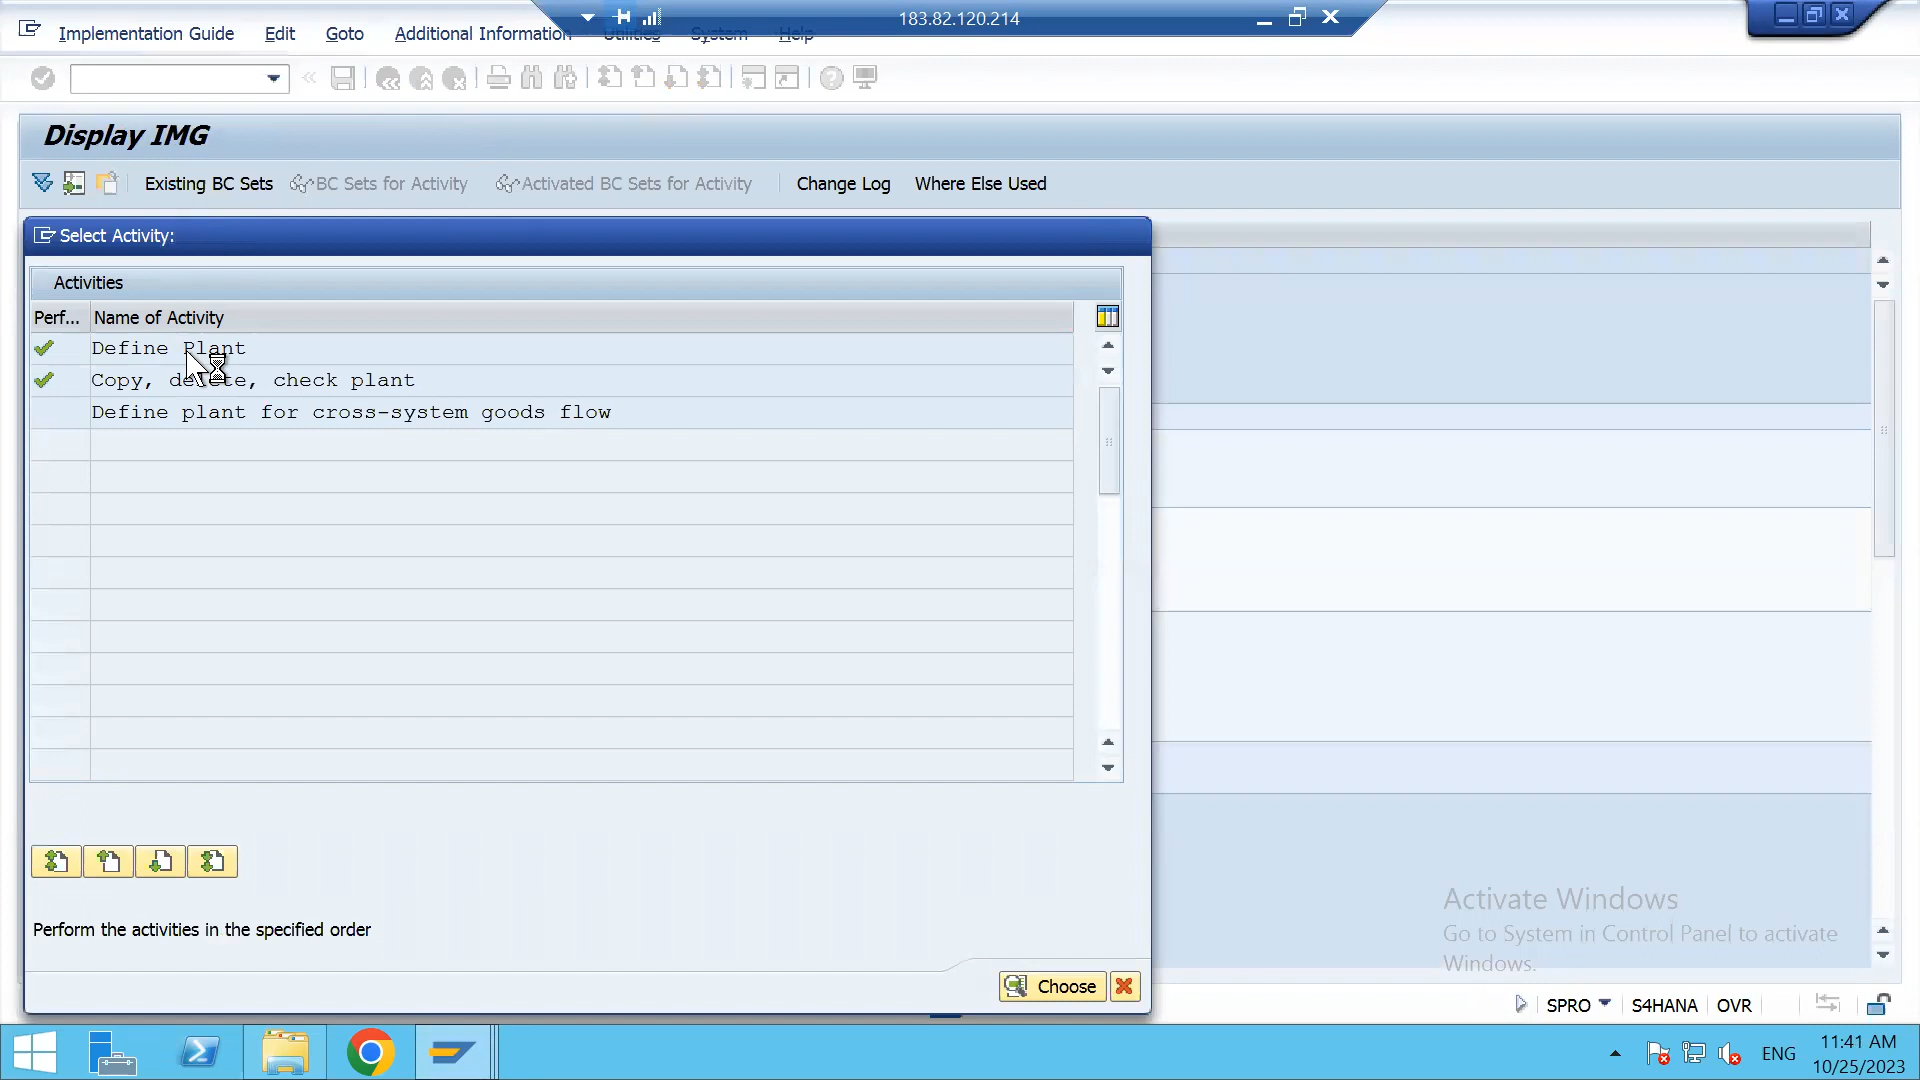 183.82.120.214
Implementation Guide Edit Goto Additional Information Utilities System Help
Display IMG
Existing BC Sets BC Sets for Activity Activated BC Sets for Activity Change Log Where Else Used
Select Activity:
Activities
Perf... Name of Activity
Define Plant
Copy, delete, check plant
Define plant for cross-system goods flow
Activate Windows
Go to System in Control Panel to activate
Windows.
Perform the activities in the specified order
Choose
SPRO S4HANA OVR
ENG
11:41 AM
10/25/2023